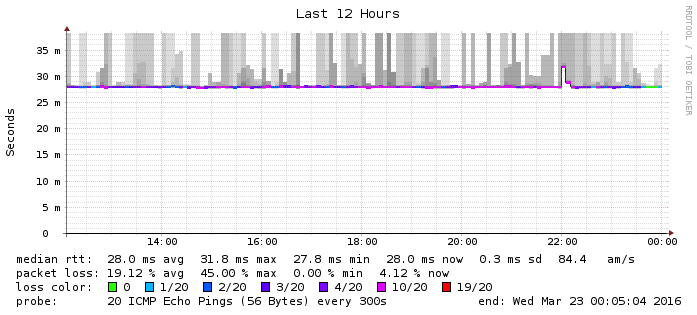 Last 12 Hours
RRDTOOL / TOBI OETIKER
Seconds
35 m
30 m
25 m
20 m
15 m
10 m
5 m
0
14:00 16:00 18:00 20:00 22:00 00:00
median rtt: 28.0 ms avg 31.8 ms max 27.8 ms min 28.0 ms now 0.3 ms sd 84.4 am/s
packet loss: 19.12 % avg 45.00 % max 0.00 % min 4.12 % now
loss color: 0 1/20 2/20 3/20 4/20 10/20 19/20
probe: 20 ICMP Echo Pings (56 Bytes) every 300s end: Wed Mar 23 00:05:04 2016